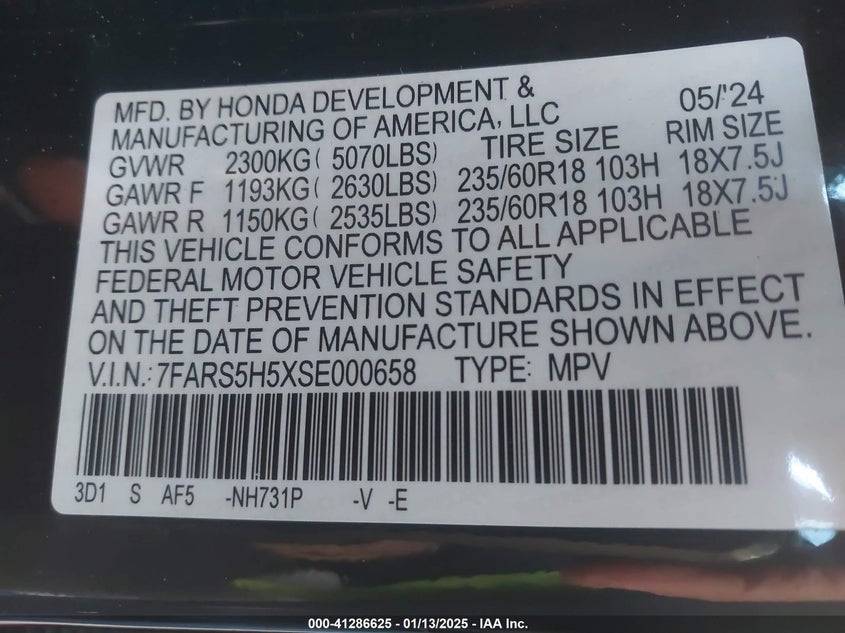 MFD. BY HONDA DEVELOPMENT & 05/'24
MANUFACTURING OF AMERICA, LLC TIRE SIZE RIM SIZE
GVWR 2300KG( 5070LBS)
GAWR F 1193KG( 2630LBS) 235/60R18 103H 18X7.5J
GAWR R 1150KG( 2535LBS) 235/60R18 103H 18X7.5J
THIS VEHICLE CONFORMS TO ALL APPLICABLE
FEDERAL MOTOR VEHICLE SAFETY
AND THEFT PREVENTION STANDARDS IN EFFECT
ON THE DATE OF MANUFACTURE SHOWN ABOVE.
V.I.N.: 7FARS5H5XSE000658 TYPE: MPV
3D1 S AF5 -NH731P -V -E
000-41286625 - 01/13/2025 - IAA Inc.